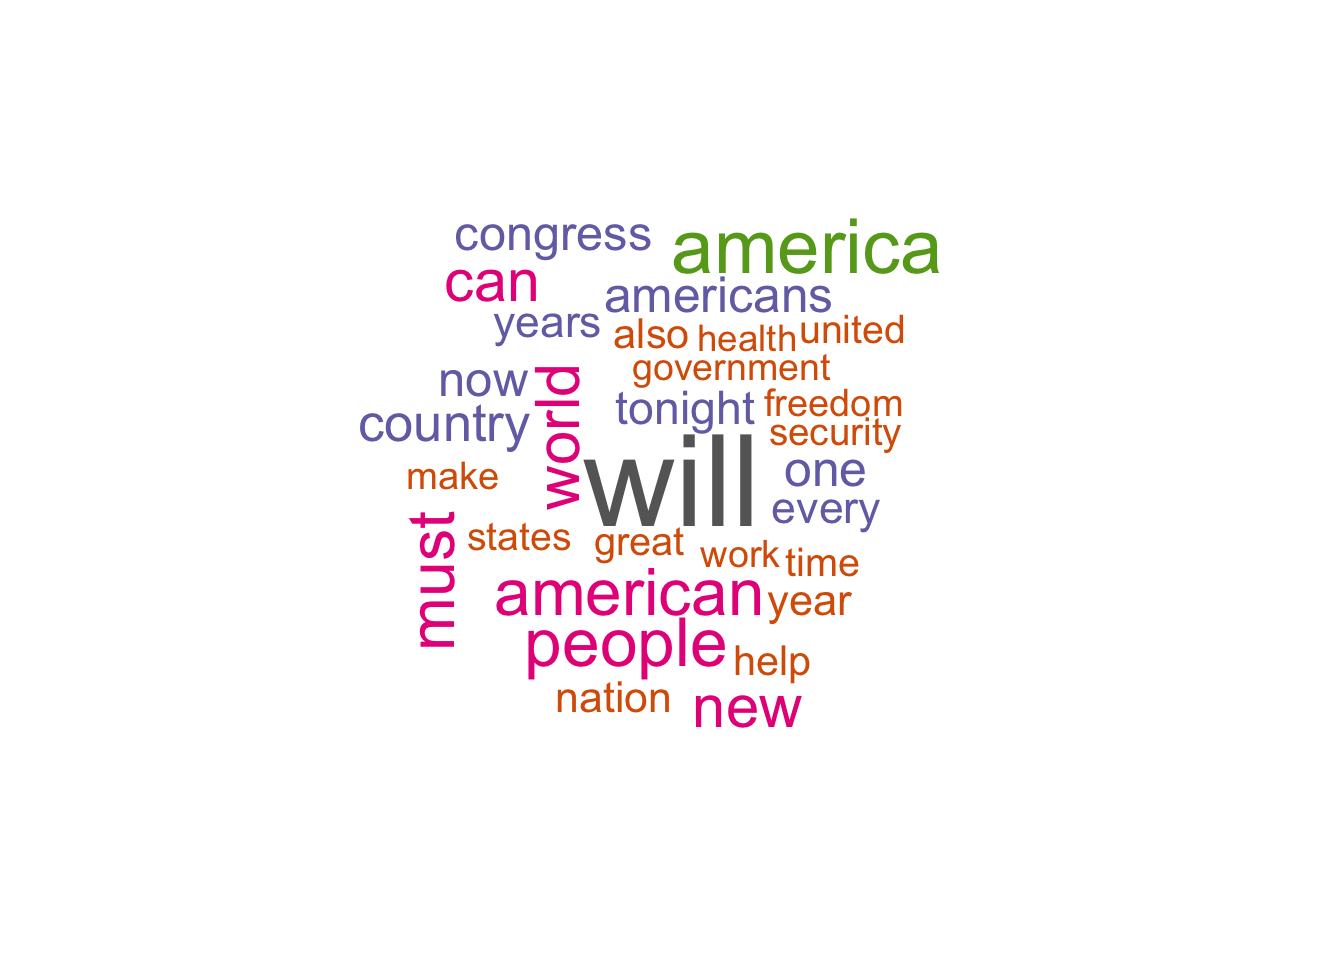 congress
america
can
americans
years
also
health
united
government
now
world
tonight
freedom
country
security
will
one
make
every
must
states
great
work
time
american
year
people
help
nation
new